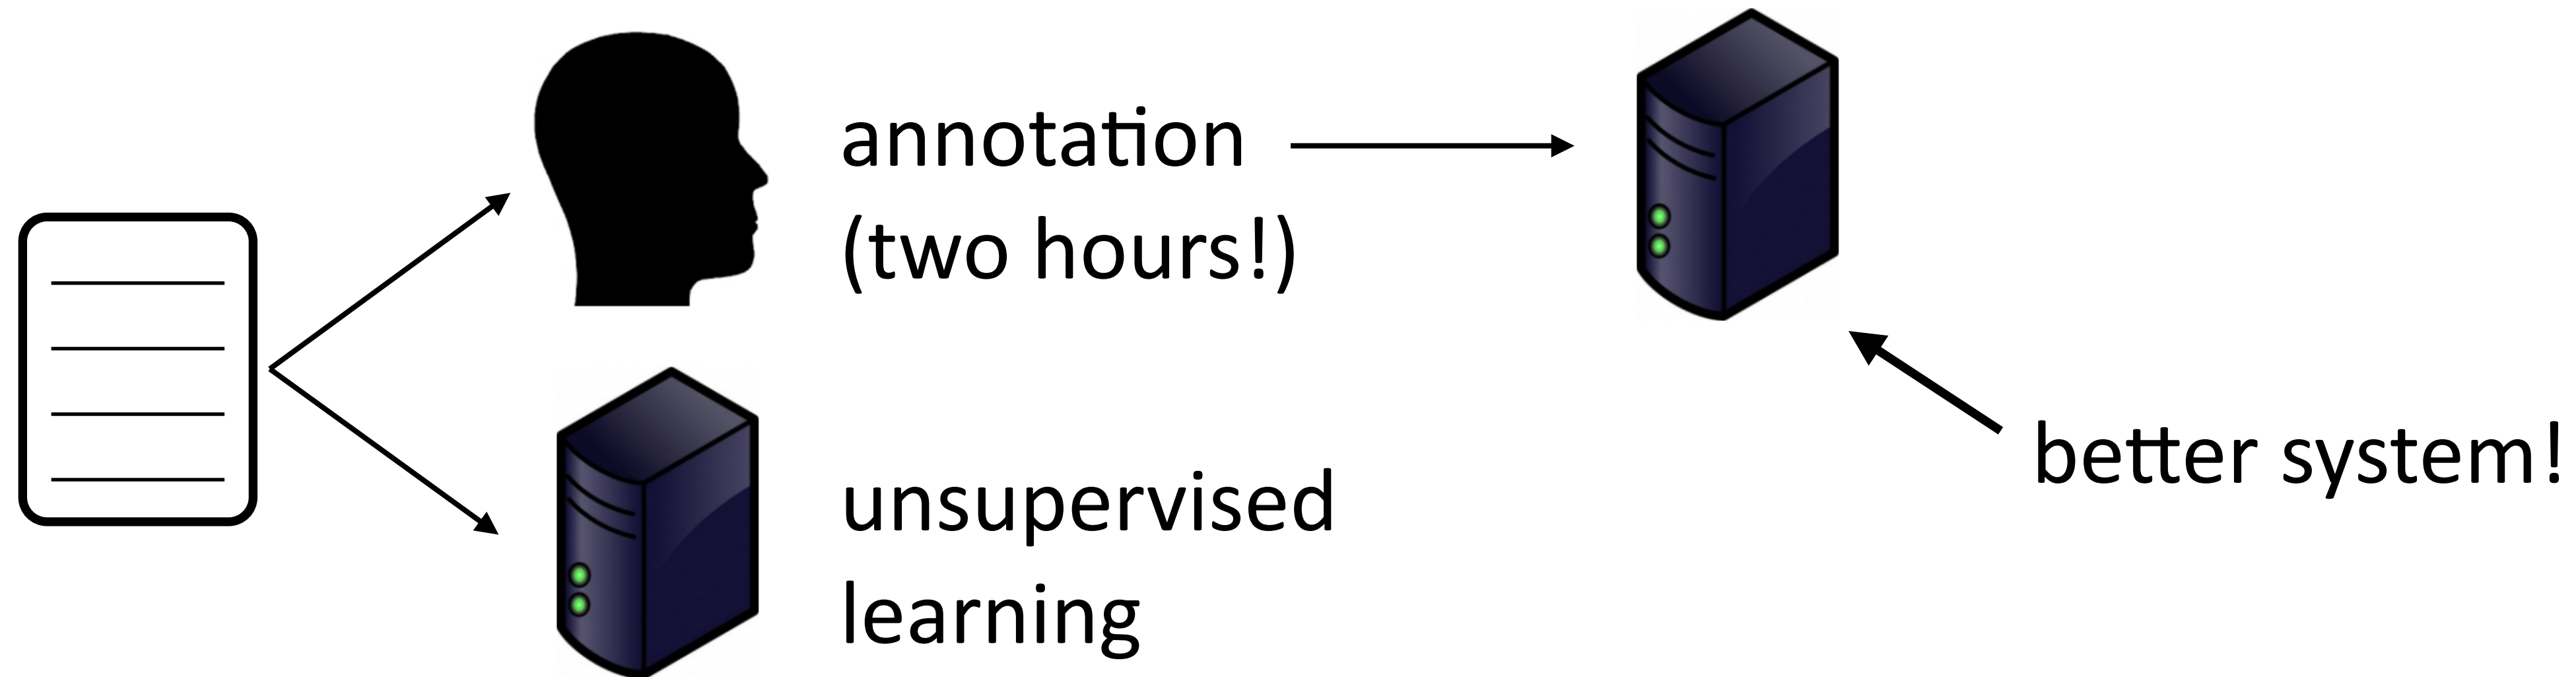 annotation
(two hours!)
unsupervised
learning
better system!